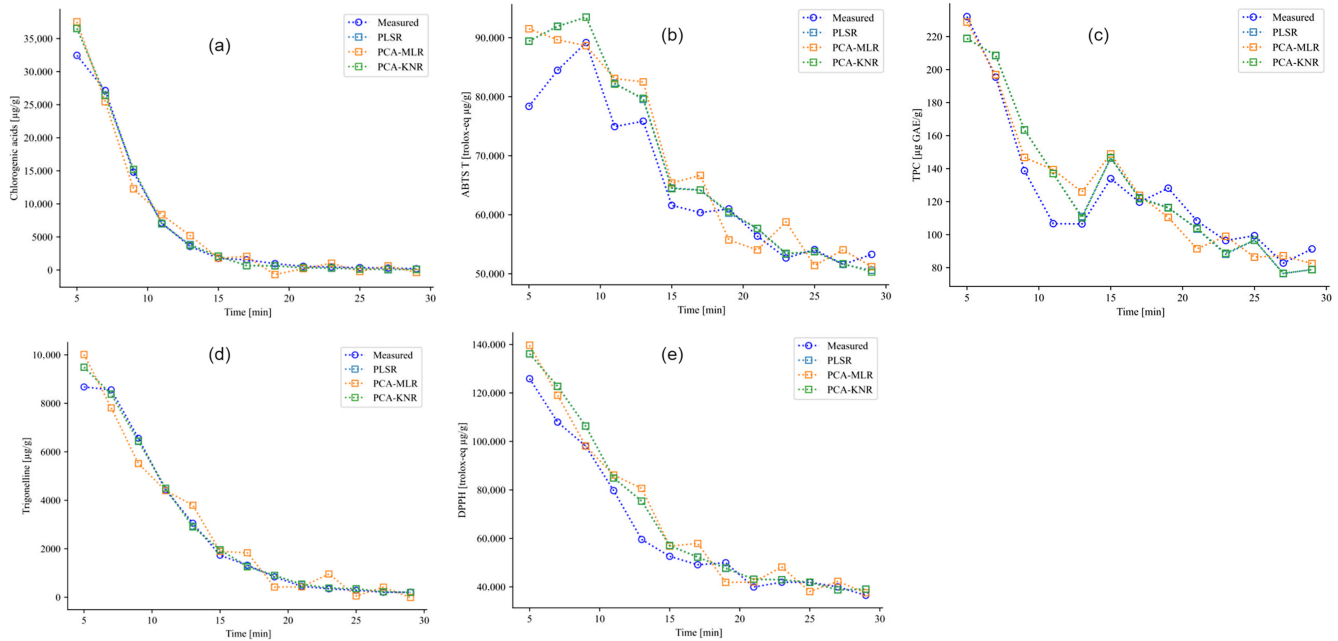 (a)
Measured
PLSR
PCA-MLR
PCA-KNR
Chlorogenic acids [µg/g]
35,000
30,000
25,000
20,000
15,000
10,000
5000
0
5 10 15 20 25 30
Time [min]
(b)
Measured
PLSR
PCA-MLR
PCA-KNR
ABTS T [trolox-eq µg/g]
90,000
80,000
70,000
60,000
50,000
5 10 15 20 25 30
Time [min]
(c)
Measured
PLSR
PCA-MLR
PCA-KNR
TPC [µg GAE/g]
220
200
180
160
140
120
100
80
5 10 15 20 25 30
Time [min]
(d)
Measured
PLSR
PCA-MLR
PCA-KNR
Trigonelline [µg/g]
10,000
8000
6000
4000
2000
0
5 10 15 20 25 30
Time [min]
(e)
Measured
PLSR
PCA-MLR
PCA-KNR
DPPH [trolox-eq µg/g]
140,000
120,000
100,000
80,000
60,000
40,000
5 10 15 20 25 30
Time [min]